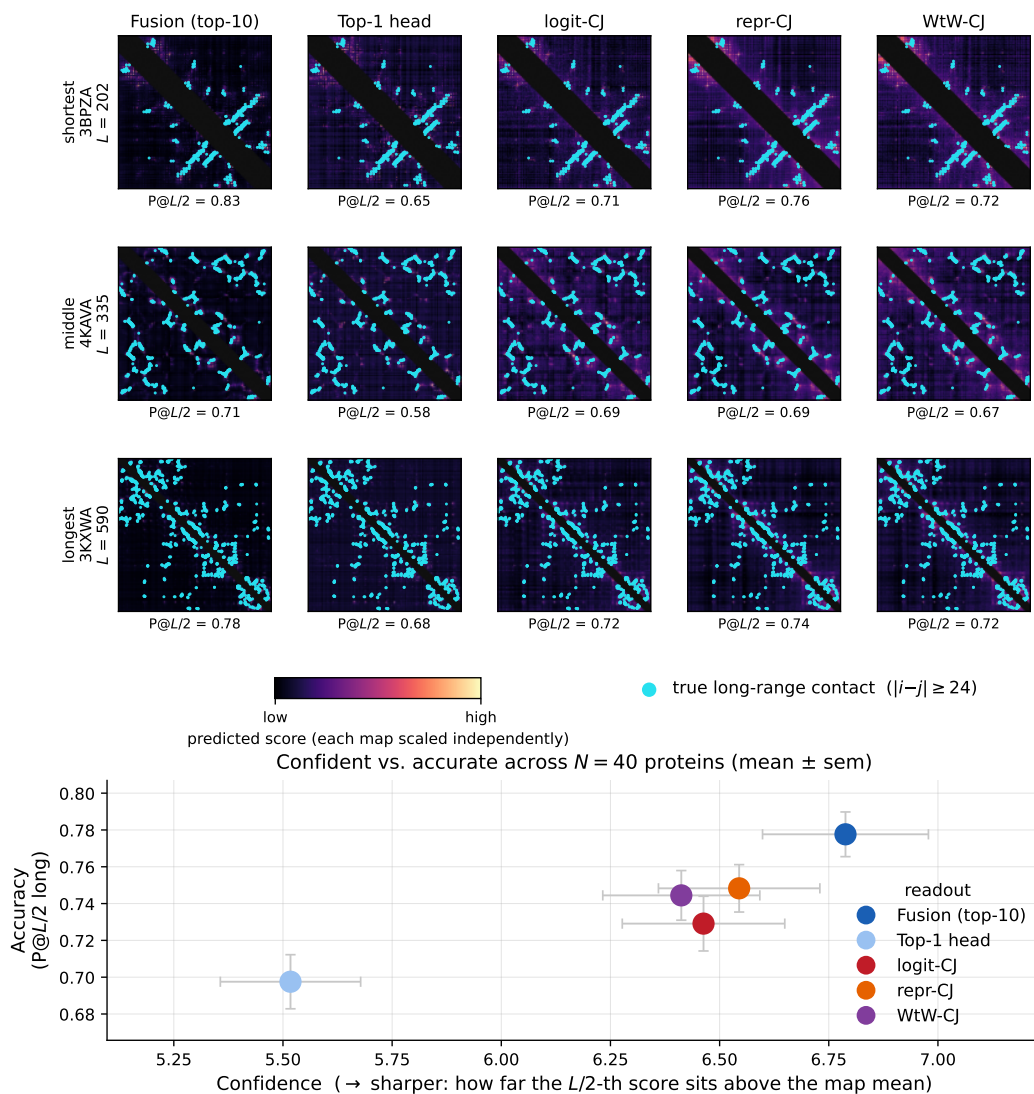 Fusion (top-10) Top-1 head logit-CJ repr-CJ WtW-CJ
shortest
3BPZA
L = 202
P@L/2 = 0.83 P@L/2 = 0.65 P@L/2 = 0.71 P@L/2 = 0.76 P@L/2 = 0.72
middle
4KAVA
L = 335
P@L/2 = 0.71 P@L/2 = 0.58 P@L/2 = 0.69 P@L/2 = 0.69 P@L/2 = 0.67
longest
3KXWA
L = 590
P@L/2 = 0.78 P@L/2 = 0.68 P@L/2 = 0.72 P@L/2 = 0.74 P@L/2 = 0.72
low high
predicted score (each map scaled independently)
true long-range contact (|i−j| ≥ 24)
Confident vs. accurate across N = 40 proteins (mean ± sem)
Accuracy
(P@L/2 long)
0.80
0.78
0.76
0.74
0.72
0.70
0.68
readout
Fusion (top-10)
Top-1 head
logit-CJ
repr-CJ
WtW-CJ
5.25 5.50 5.75 6.00 6.25 6.50 6.75 7.00
Confidence (→ sharper: how far the L/2-th score sits above the map mean)